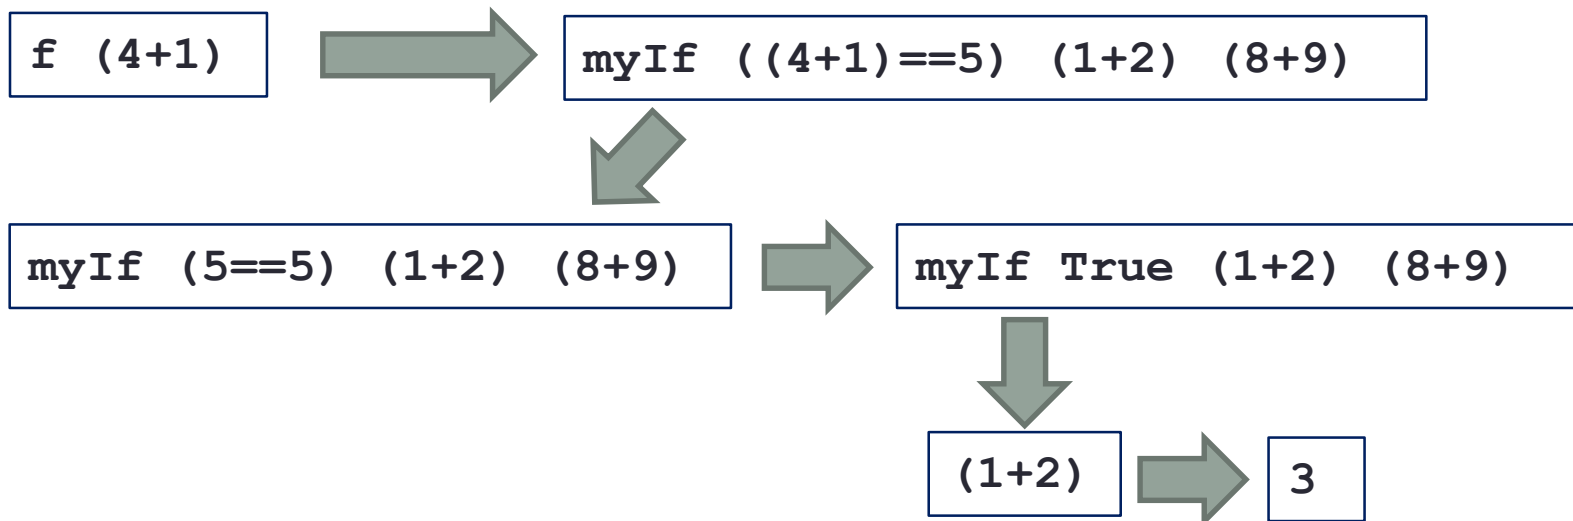 f (4+1)
myIf ((4+1)==5) (1+2) (8+9)
myIf (5==5) (1+2) (8+9)
myIf True (1+2) (8+9)
(1+2)
3